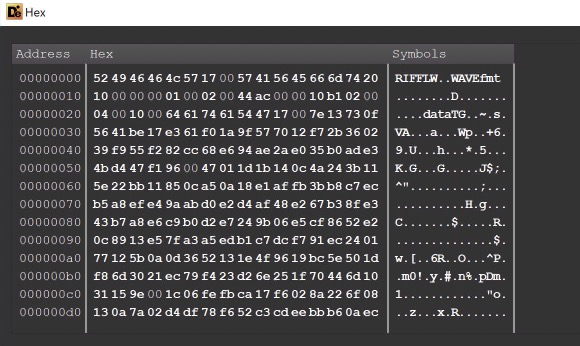 Hex
Address Hex Symbols
00000000 52 49 46 46 4c 57 17 00 57 41 56 45 66 6d 74 20 RIFFLW..WAVEfmt
00000010 10 00 00 00 01 00 02 00 44 ac 00 00 10 b1 02 00 ........D.......
00000020 04 00 10 00 64 61 74 61 54 47 17 00 7e 13 73 0f ....dataTG..~.s.
00000030 56 41 be 17 e3 61 f0 1a 9f 57 70 12 f7 2b 36 02 VA...a...Wp..+6.
00000040 39 f9 55 f2 82 cc 68 e6 94 ae 2a e0 35 b0 ad e3 9.U...h...*.5...
00000050 4b d4 47 f1 96 00 47 01 1d 1b 14 0c 4a 24 3b 11 K.G...G.....J$;.
00000060 5e 22 bb 11 85 0c a5 0a 18 e1 af fb 3b b8 c7 ec ^"..........;...
00000070 b5 a8 ef e4 9a ab d0 e2 d4 af 48 e2 67 b3 8f e3 ..........H.g...
00000080 43 b7 a8 e6 c9 b0 d2 e7 24 9b 06 e5 cf 86 52 e2 C.......$.....R.
00000090 0c 89 13 e5 7f a3 a5 ed b1 c7 dc f7 91 ec 24 01 ..............$.
000000a0 77 12 5b 0a 0d 36 52 13 1e 4f 96 19 bc 5e 50 1d w.[..6R..O...^P.
000000b0 f8 6d 30 21 ec 79 f4 23 d2 6e 25 1f 70 44 6d 10 .m0!.y.#.n%.pDm.
000000c0 31 15 9e 00 1c 06 fe fb ca 17 f6 02 8a 22 6f 08 1............"o.
000000d0 13 0a 7a 02 d4 df 78 f6 52 c3 cd ee bb b6 0a ec ..z...x.R.......